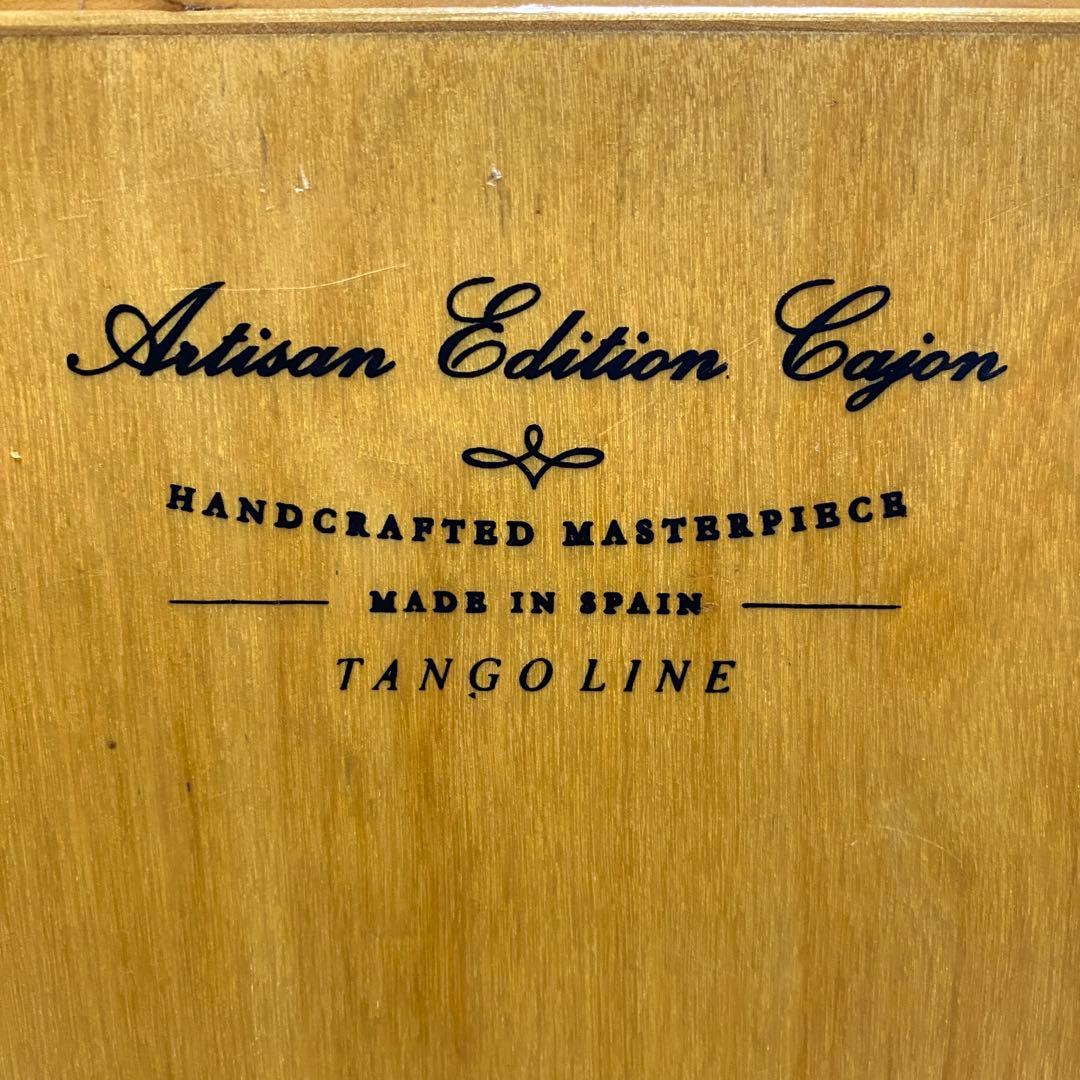 Artisan Edition Cajon
HANDCRAFTED MASTERPIECE
MADE IN SPAIN
TANGO LINE